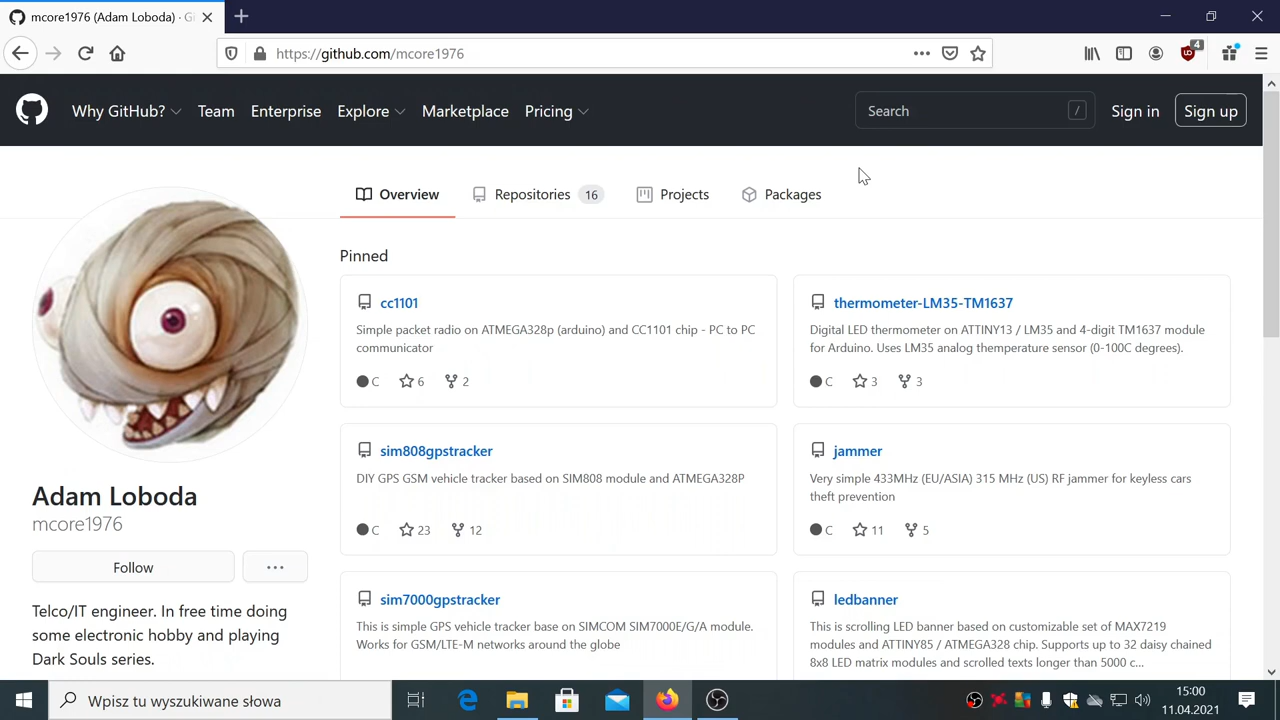 mcore1976 (Adam Loboda) · Gi
https://github.com/mcore1976
4
Why GitHub? Team Enterprise Explore Marketplace Pricing
Search /
Sign in Sign up
Overview Repositories 16 Projects Packages
Pinned
cc1101
Simple packet radio on ATMEGA328p (arduino) and CC1101 chip - PC to PC
communicator
C 6 2
thermometer-LM35-TM1637
Digital LED thermometer on ATTINY13 / LM35 and 4-digit TM1637 module
for Arduino. Uses LM35 analog themperature sensor (0-100C degrees).
C 3 3
sim808gpstracker
DIY GPS GSM vehicle tracker based on SIM808 module and ATMEGA328P
C 23 12
jammer
Very simple 433MHz (EU/ASIA) 315 MHz (US) RF jammer for keyless cars
theft prevention
C 11 5
sim7000gpstracker
This is simple GPS vehicle tracker base on SIMCOM SIM7000E/G/A module.
Works for GSM/LTE-M networks around the globe
ledbanner
This is scrolling LED banner based on customizable set of MAX7219
modules and ATTINY85 / ATMEGA328 chip. Supports up to 32 daisy chained
8x8 LED matrix modules and scrolled texts longer than 5000 c...
Adam Loboda
mcore1976
Follow
Telco/IT engineer. In free time doing
some electronic hobby and playing
Dark Souls series.
Wpisz tu wyszukiwane słowa
15:00
11.04.2021